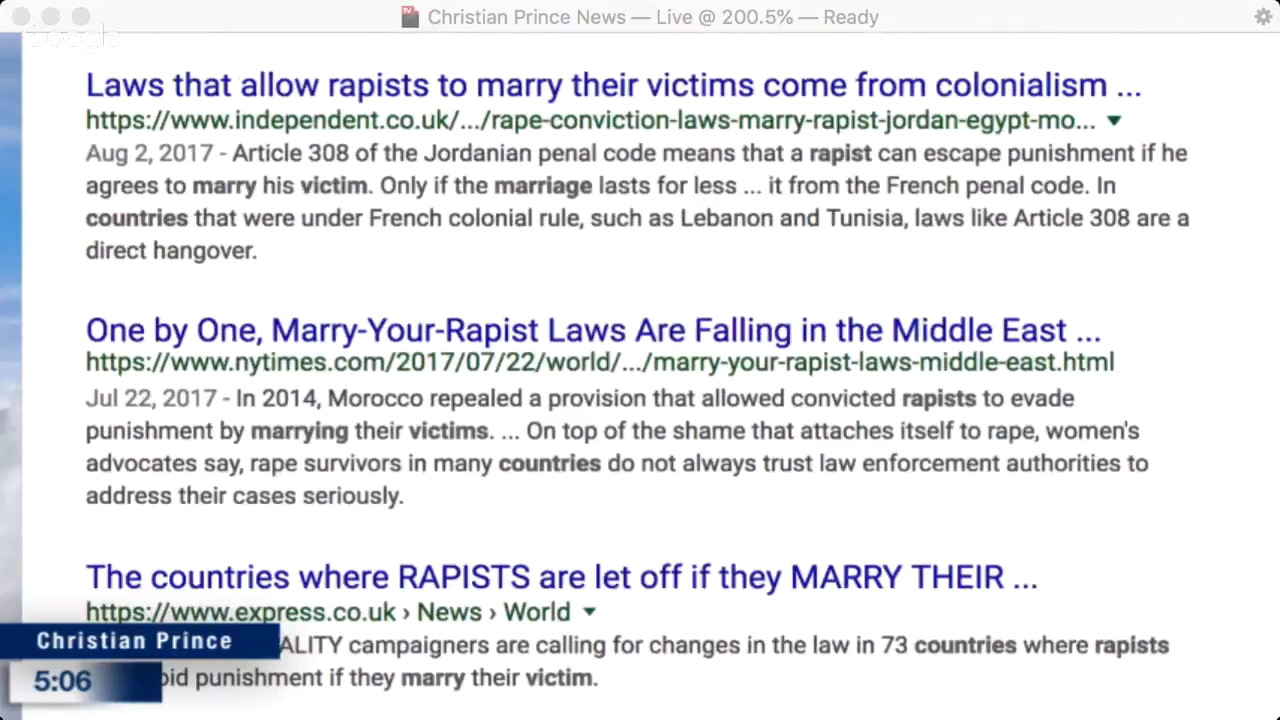 Christian Prince News — Live @ 200.5% — Ready
Google
Laws that allow rapists to marry their victims come from colonialism ...
https://www.independent.co.uk/.../rape-conviction-laws-marry-rapist-jordan-egypt-mo...
Aug 2, 2017 - Article 308 of the Jordanian penal code means that a rapist can escape punishment if he
agrees to marry his victim. Only if the marriage lasts for less ... it from the French penal code. In
countries that were under French colonial rule, such as Lebanon and Tunisia, laws like Article 308 are a
direct hangover.
One by One, Marry-Your-Rapist Laws Are Falling in the Middle East ...
https://www.nytimes.com/2017/07/22/world/.../marry-your-rapist-laws-middle-east.html
Jul 22, 2017 - In 2014, Morocco repealed a provision that allowed convicted rapists to evade
punishment by marrying their victims. ... On top of the shame that attaches itself to rape, women's
advocates say, rape survivors in many countries do not always trust law enforcement authorities to
address their cases seriously.
The countries where RAPISTS are let off if they MARRY THEIR ...
https://www.express.co.uk › News › World
Christian Prince
ALITY campaigners are calling for changes in the law in 73 countries where rapists
5:06
oid punishment if they marry their victim.